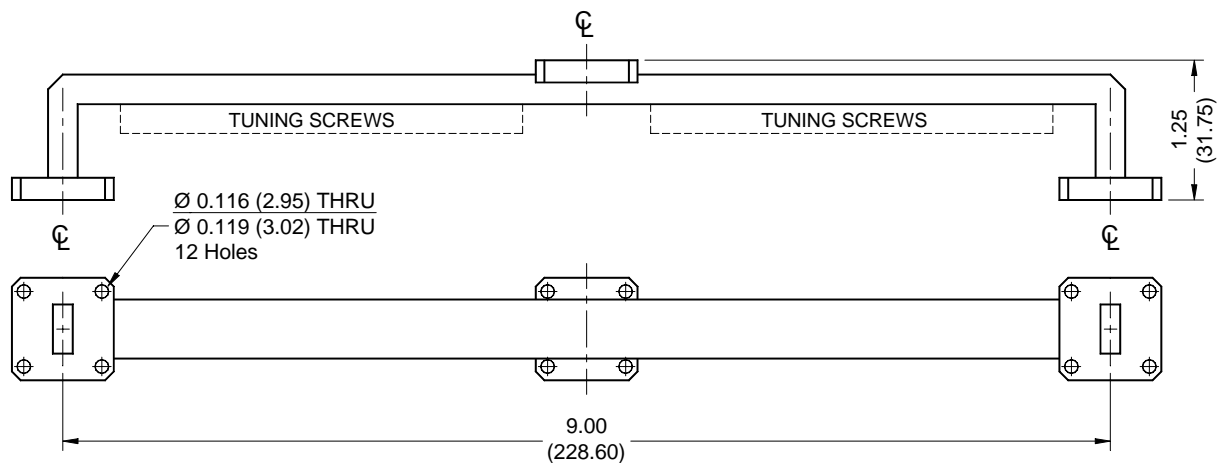 ℄
TUNING SCREWS
TUNING SCREWS
1.25
(31.75)
Ø 0.116 (2.95) THRU
Ø 0.119 (3.02) THRU
12 Holes
℄
℄
9.00
(228.60)